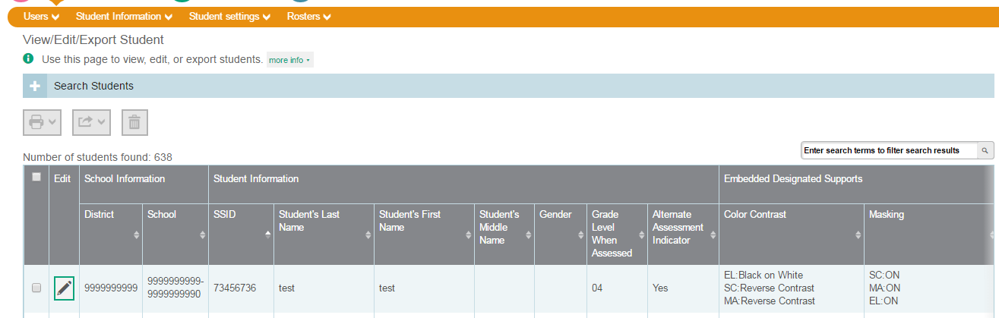 Users Student Information Student settings Rosters
View/Edit/Export Student
Use this page to view, edit, or export students. more info
Search Students
Number of students found: 638
Enter search terms to filter search results
Edit School Information Student Information Embedded Designated Supports
District School SSID Student's Last Name Student's First Name Student's Middle Name Gender Grade Level When Assessed Alternate Assessment Indicator Color Contrast Masking
9999999999 9999999999-9999999990 73456736 test test 04 Yes EL:Black on White SC:ON
SC:Reverse Contrast MA:ON
MA:Reverse Contrast EL:ON